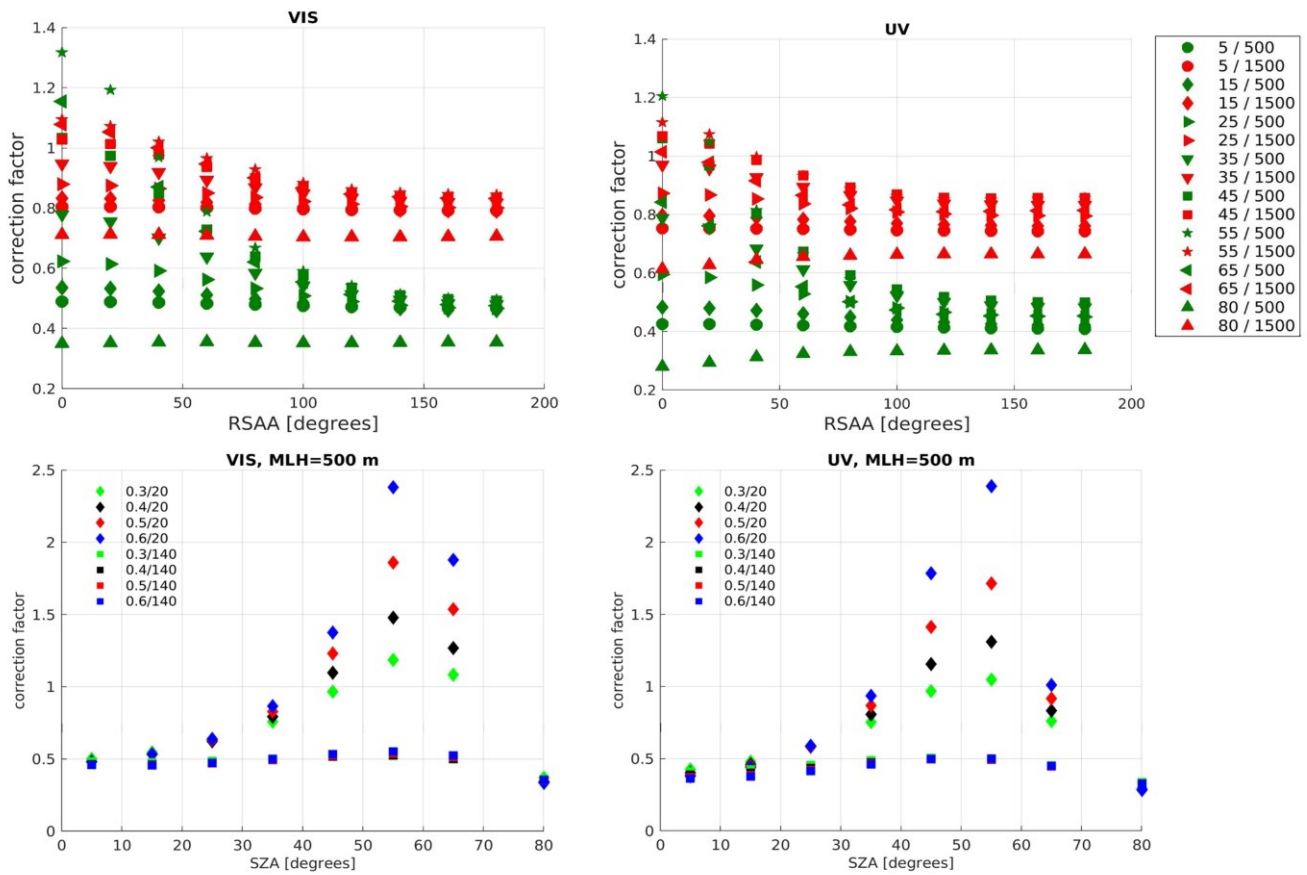 VIS
1.4
1.2
1
0.8
0.6
0.4
0.2
correction factor
0
50
100
150
200
RSAA [degrees]
UV
1.4
1.2
1
0.8
0.6
0.4
0.2
correction factor
0
50
100
150
200
RSAA [degrees]
5 / 500
5 / 1500
15 / 500
15 / 1500
25 / 500
25 / 1500
35 / 500
35 / 1500
45 / 500
45 / 1500
55 / 500
55 / 1500
65 / 500
65 / 1500
80 / 500
80 / 1500
VIS, MLH=500 m
2.5
2
1.5
1
0.5
0
correction factor
0.3/20
0.4/20
0.5/20
0.6/20
0.3/140
0.4/140
0.5/140
0.6/140
0
10
20
30
40
50
60
70
80
SZA [degrees]
UV, MLH=500 m
2.5
2
1.5
1
0.5
0
correction factor
0.3/20
0.4/20
0.5/20
0.6/20
0.3/140
0.4/140
0.5/140
0.6/140
0
10
20
30
40
50
60
70
80
SZA [degrees]